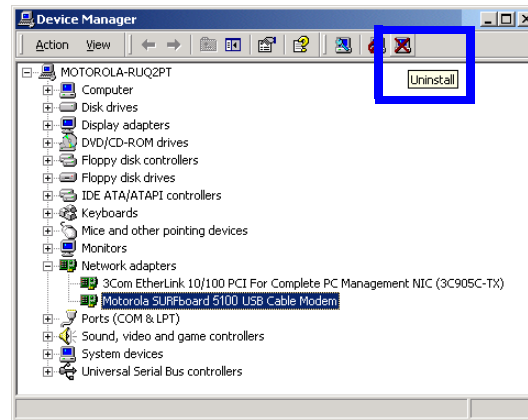 Device Manager
Action View
Uninstall
MOTOROLA-RUQ2PT
Computer
Disk drives
Display adapters
DVD/CD-ROM drives
Floppy disk controllers
Floppy disk drives
IDE ATA/ATAPI controllers
Keyboards
Mice and other pointing devices
Monitors
Network adapters
3Com EtherLink 10/100 PCI For Complete PC Management NIC (3C905C-TX)
Motorola SURFboard 5100 USB Cable Modem
Ports (COM & LPT)
Sound, video and game controllers
System devices
Universal Serial Bus controllers